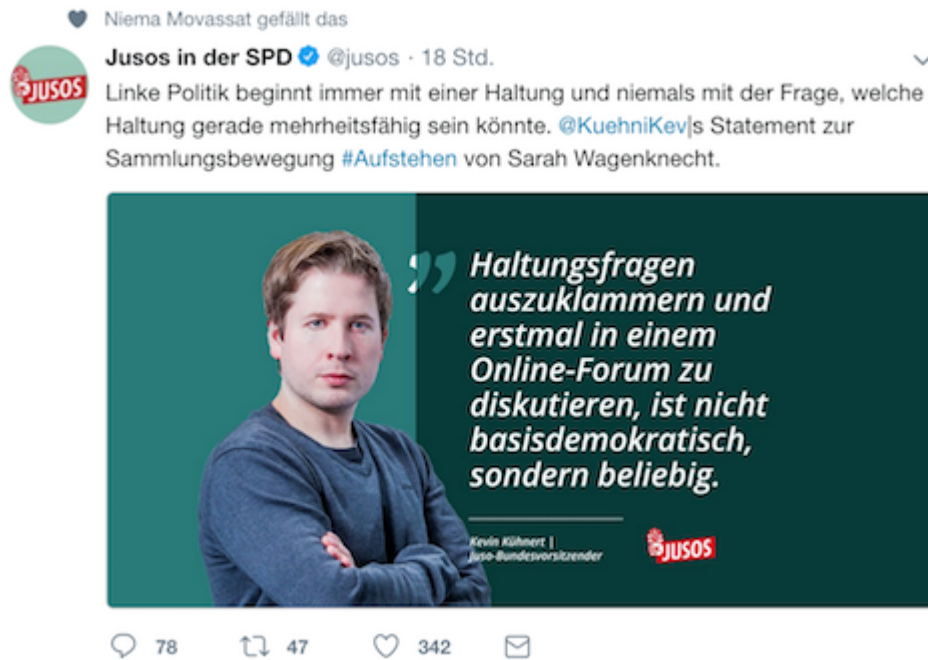 Niema Movassat gefällt das
Jusos in der SPD @jusos · 18 Std.
JUSOS
Linke Politik beginnt immer mit einer Haltung und niemals mit der Frage, welche
Haltung gerade mehrheitsfähig sein könnte. @KuehniKev|s Statement zur
Sammlungsbewegung #Aufstehen von Sarah Wagenknecht.
” Haltungsfragen
auszuklammern und
erstmal in einem
Online-Forum zu
diskutieren, ist nicht
basisdemokratisch,
sondern beliebig.
Kevin Kühnert |
Juso-Bundesvorsitzender
JUSOS
78 47 342